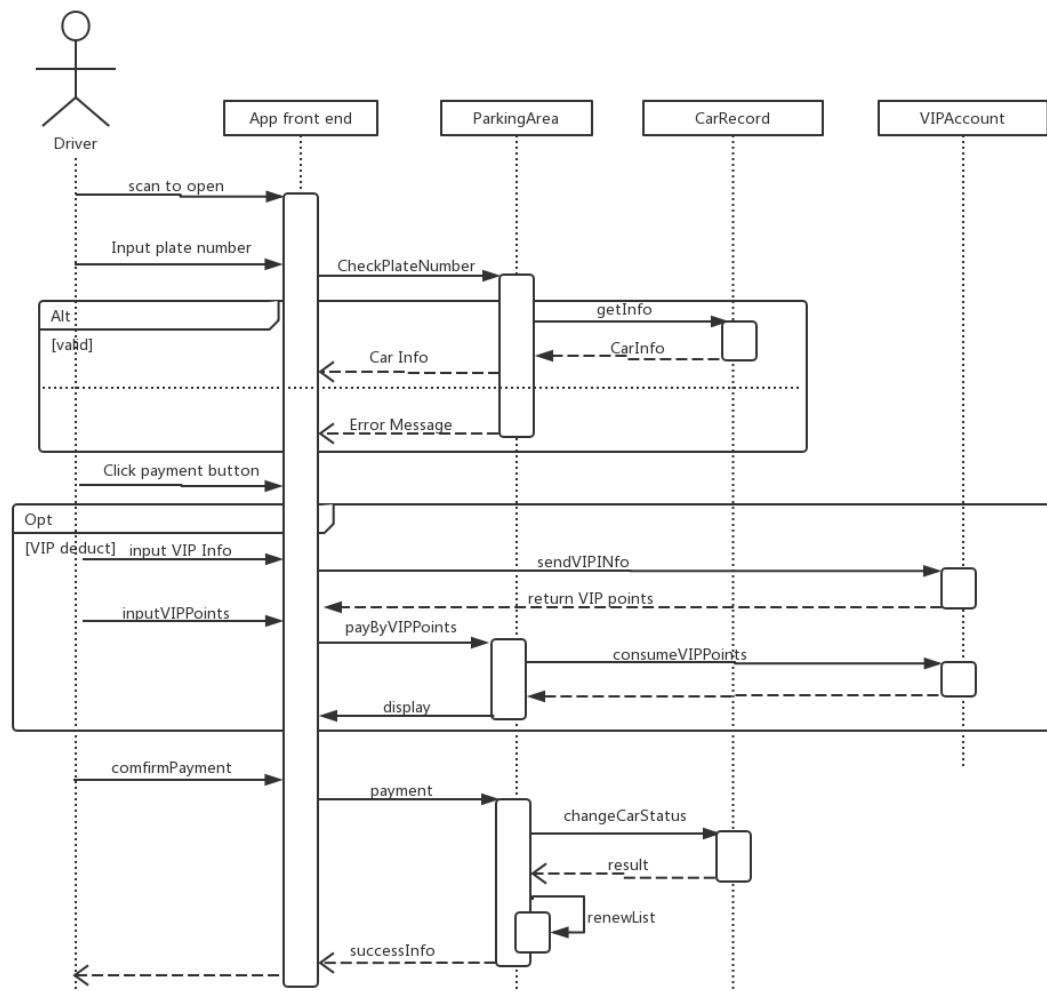 Driver
App front end
ParkingArea
CarRecord
VIPAccount
scan to open
Input plate number
CheckPlateNumber
Alt
getInfo
[valid]
CarInfo
Car Info
Error Message
Click payment button
Opt
[VIP deduct]
input VIP Info
sendVIPINfo
return VIP points
inputVIPPoints
payByVIPPoints
consumeVIPPoints
display
comfirmPayment
payment
changeCarStatus
result
renewList
successInfo